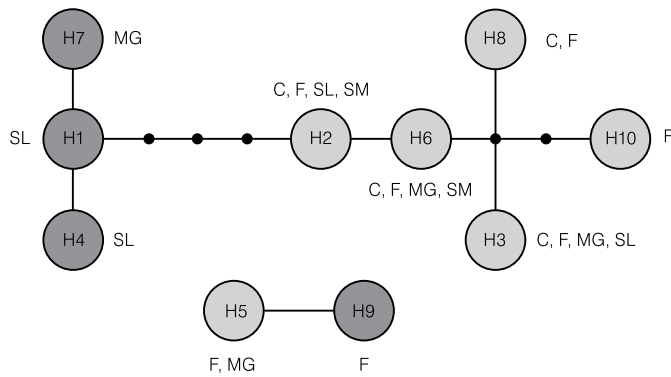 H7 MG
H8 C, F
C, F, SL, SM
SL H1 H2 H6 H10 F
C, F, MG, SM
H4 SL
H3 C, F, MG, SL
H5 H9
F, MG F